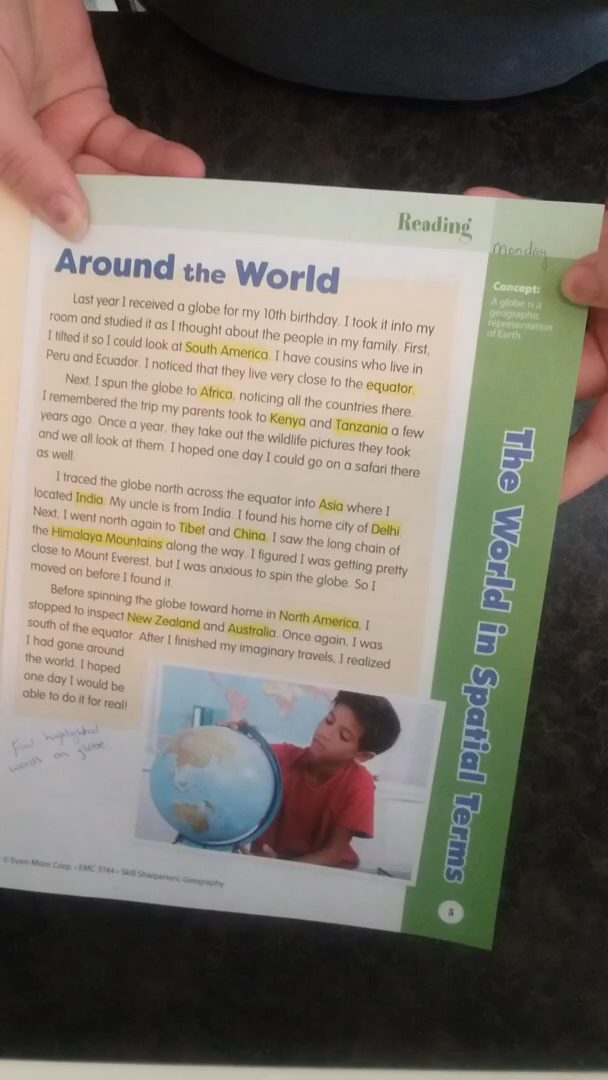 Reading
monday
Around the World
Concept:
A globe is a
geographic
representation
of Earth.
Last year I received a globe for my 10th birthday. I took it into my
room and studied it as I thought about the people in my family. First,
I tilted it so I could look at South America. I have cousins who live in
Peru and Ecuador. I noticed that they live very close to the equator.
Next, I spun the globe to Africa, noticing all the countries there.
I remembered the trip my parents took to Kenya and Tanzania a few
years ago. Once a year, they take out the wildlife pictures they took
and we all look at them. I hoped one day I could go on a safari there
as well.
I traced the globe north across the equator into Asia where I
located India. My uncle is from India. I found his home city of Delhi.
Next, I went north again to Tibet and China. I saw the long chain of
the Himalaya Mountains along the way. I figured I was getting pretty
close to Mount Everest, but I was anxious to spin the globe. So I
moved on before I found it.
Before spinning the globe toward home in North America, I
stopped to inspect New Zealand and Australia. Once again, I was
south of the equator. After I finished my imaginary travels, I realized
I had gone around
the world. I hoped
one day I would be
able to do it for real!
Find highlighted
words on globe
The World in Spatial Terms
© Evan-Moor Corp. • EMC 3744 • Skill Sharpeners: Geography